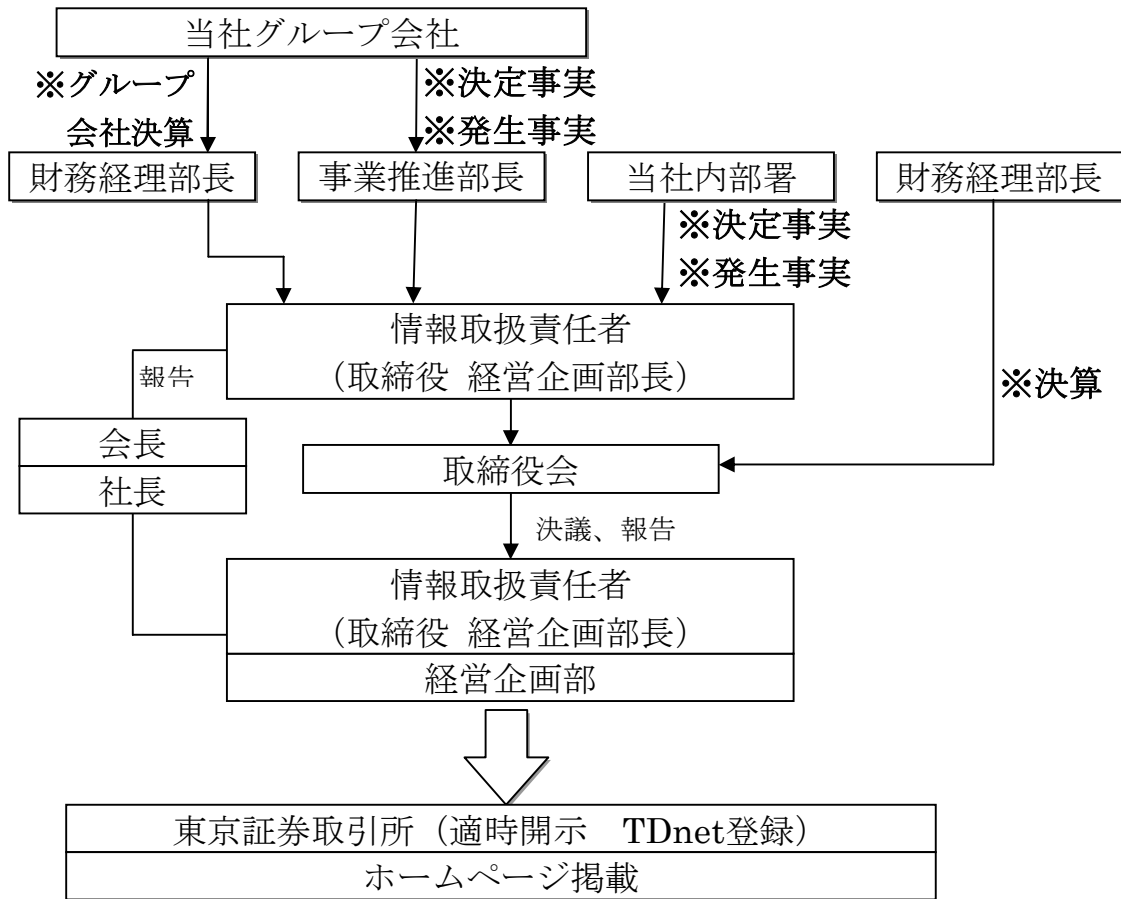 当社グループ会社
※グループ
会社決算
※決定事実
※発生事実
財務経理部長
事業推進部長
当社内部署
財務経理部長
※決定事実
※発生事実
情報取扱責任者
（取締役 経営企画部長）
報告
※決算
会長
社長
取締役会
決議、報告
情報取扱責任者
（取締役 経営企画部長）
経営企画部
東京証券取引所（適時開示　TDnet登録）
ホームページ掲載